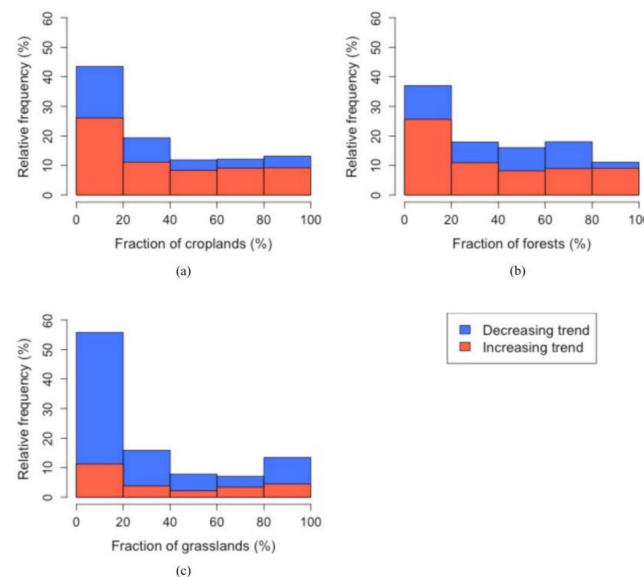 Relative frequency (%)
0 10 20 30 40 50 60
0 20 40 60 80 100
Fraction of croplands (%)
(a)
Relative frequency (%)
0 10 20 30 40 50 60
0 20 40 60 80 100
Fraction of forests (%)
(b)
Relative frequency (%)
0 10 20 30 40 50 60
0 20 40 60 80 100
Fraction of grasslands (%)
(c)
Decreasing trend
Increasing trend